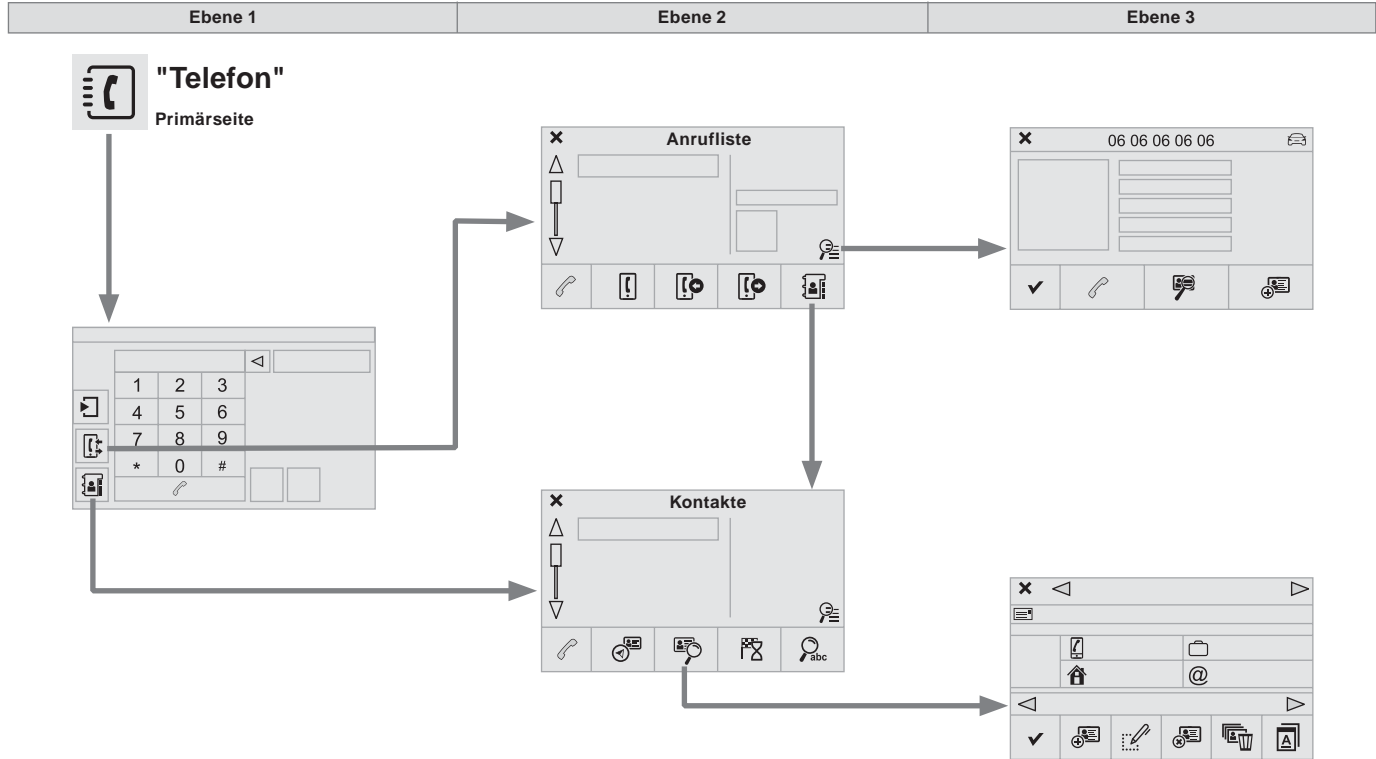 Ebene 1 Ebene 2 Ebene 3
"Telefon"
Primärseite
Anrufliste
06 06 06 06 06
1 2 3
4 5 6
7 8 9
* 0 #
Kontakte
abc
@
A